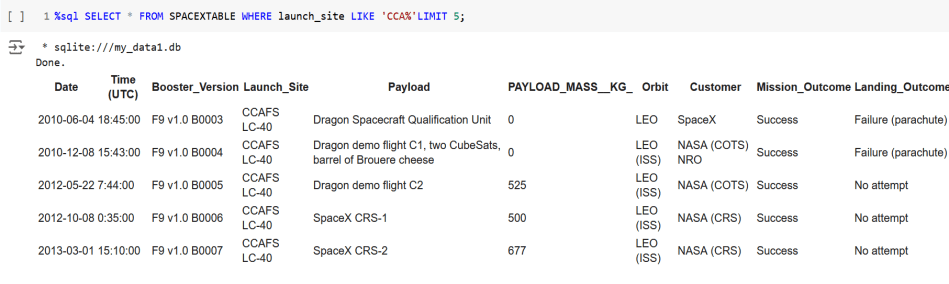 [ ] 1 %sql SELECT * FROM SPACEXTABLE WHERE launch_site LIKE 'CCA%'LIMIT 5;
* sqlite:///my_data1.db
Done.
Date Time (UTC) Booster_Version Launch_Site Payload PAYLOAD_MASS__KG_ Orbit Customer Mission_Outcome Landing_Outcome
2010-06-04 18:45:00 F9 v1.0 B0003 CCAFS LC-40 Dragon Spacecraft Qualification Unit 0 LEO SpaceX Success Failure (parachute)
2010-12-08 15:43:00 F9 v1.0 B0004 CCAFS LC-40 Dragon demo flight C1, two CubeSats, barrel of Brouere cheese 0 LEO (ISS) NASA (COTS) NRO Success Failure (parachute)
2012-05-22 7:44:00 F9 v1.0 B0005 CCAFS LC-40 Dragon demo flight C2 525 LEO (ISS) NASA (COTS) Success No attempt
2012-10-08 0:35:00 F9 v1.0 B0006 CCAFS LC-40 SpaceX CRS-1 500 LEO (ISS) NASA (CRS) Success No attempt
2013-03-01 15:10:00 F9 v1.0 B0007 CCAFS LC-40 SpaceX CRS-2 677 LEO (ISS) NASA (CRS) Success No attempt